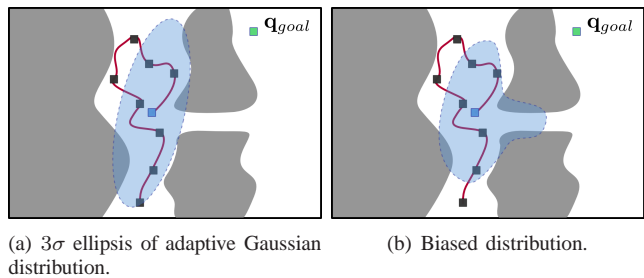 q_goal
q_goal
(a) 3σ ellipsis of adaptive Gaussian
distribution.
(b) Biased distribution.